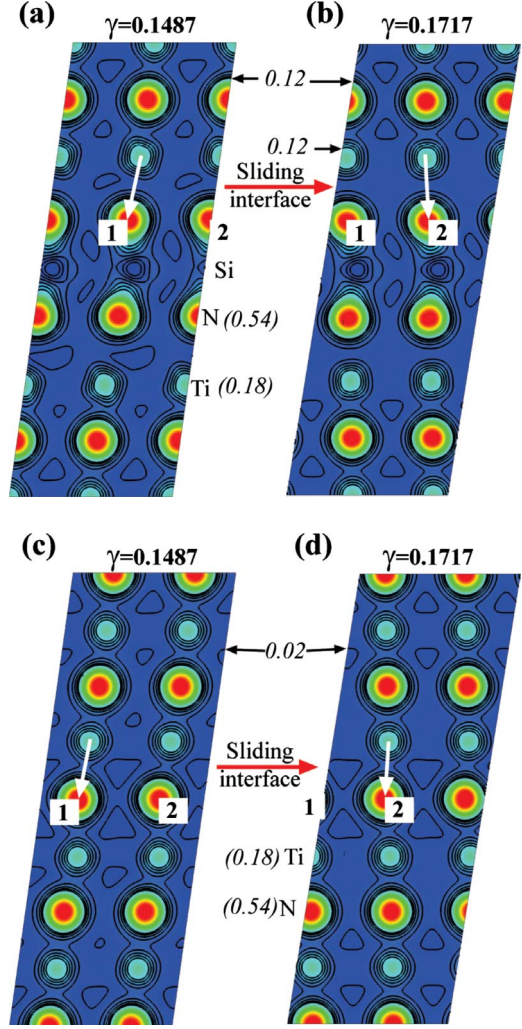 (a)
γ=0.1487
(b)
γ=0.1717
0.12
0.12
Sliding
interface
1
2
1
2
Si
N (0.54)
Ti (0.18)
(c)
γ=0.1487
(d)
γ=0.1717
0.02
Sliding
interface
1
2
1
2
(0.18) Ti
(0.54) N